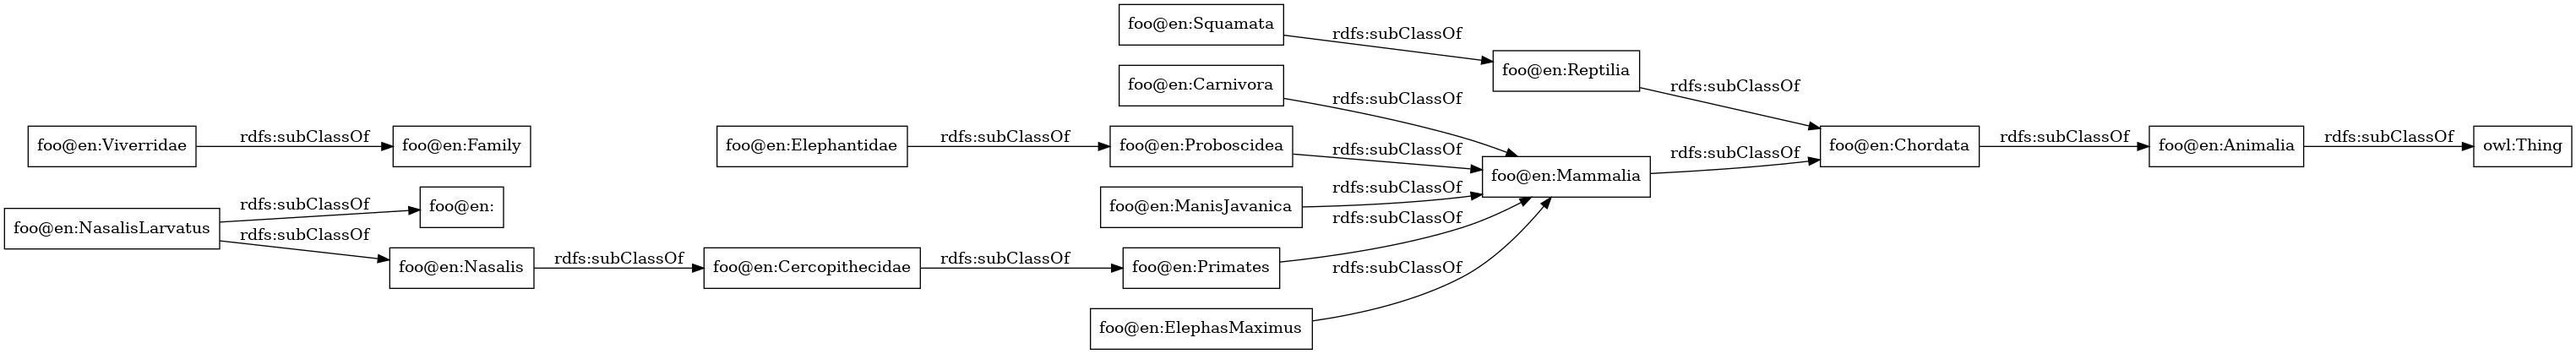 foo@en:Squamata
rdfs:subClassOf
foo@en:Reptilia
foo@en:Carnivora
rdfs:subClassOf
rdfs:subClassOf
foo@en:Viverridae
rdfs:subClassOf
foo@en:Family
foo@en:Elephantidae
rdfs:subClassOf
foo@en:Proboscidea
rdfs:subClassOf
foo@en:Mammalia
rdfs:subClassOf
foo@en:Chordata
rdfs:subClassOf
foo@en:Animalia
rdfs:subClassOf
owl:Thing
foo@en:NasalisLarvatus
rdfs:subClassOf
foo@en:
rdfs:subClassOf
foo@en:ManisJavanica
rdfs:subClassOf
foo@en:Nasalis
rdfs:subClassOf
foo@en:Cercopithecidae
rdfs:subClassOf
foo@en:Primates
rdfs:subClassOf
foo@en:ElephasMaximus
rdfs:subClassOf